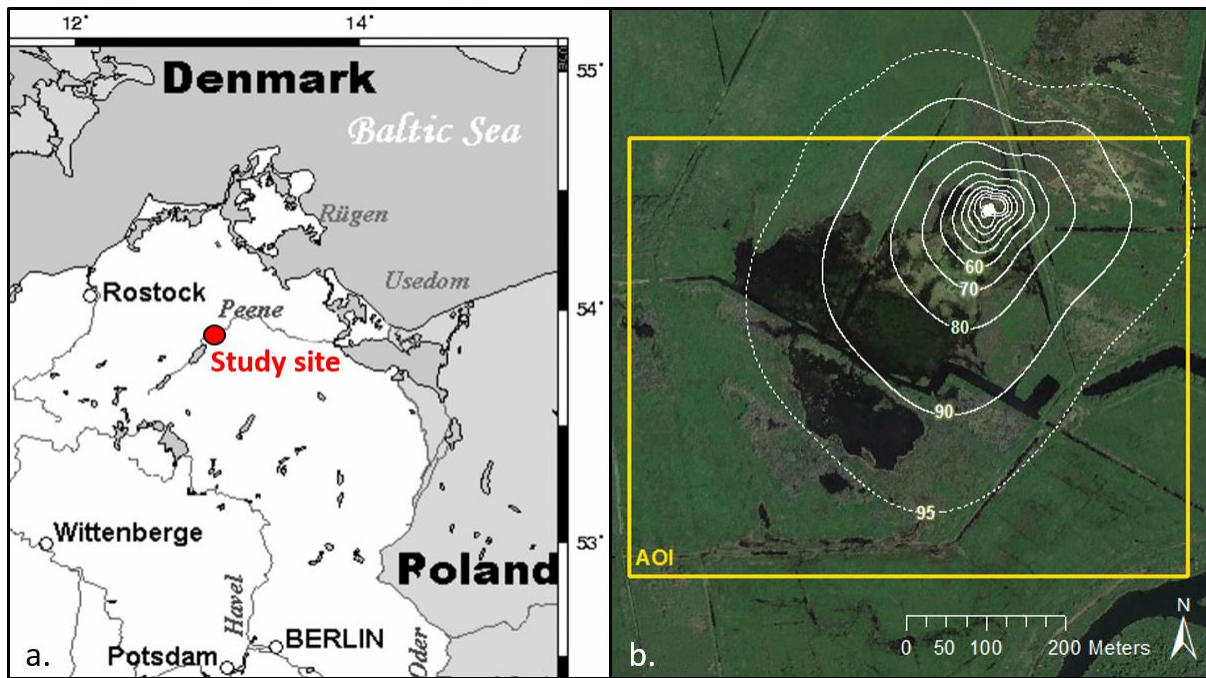 12°
14°
Denmark
55°
Baltic Sea
Rügen
Usedom
Rostock
Peene
54°
Study site
Wittenberge
53°
Poland
Havel
BERLIN
Potsdam
Oder
a.
60
70
80
90
95
AOI
N
0 50 100 200 Meters
b.